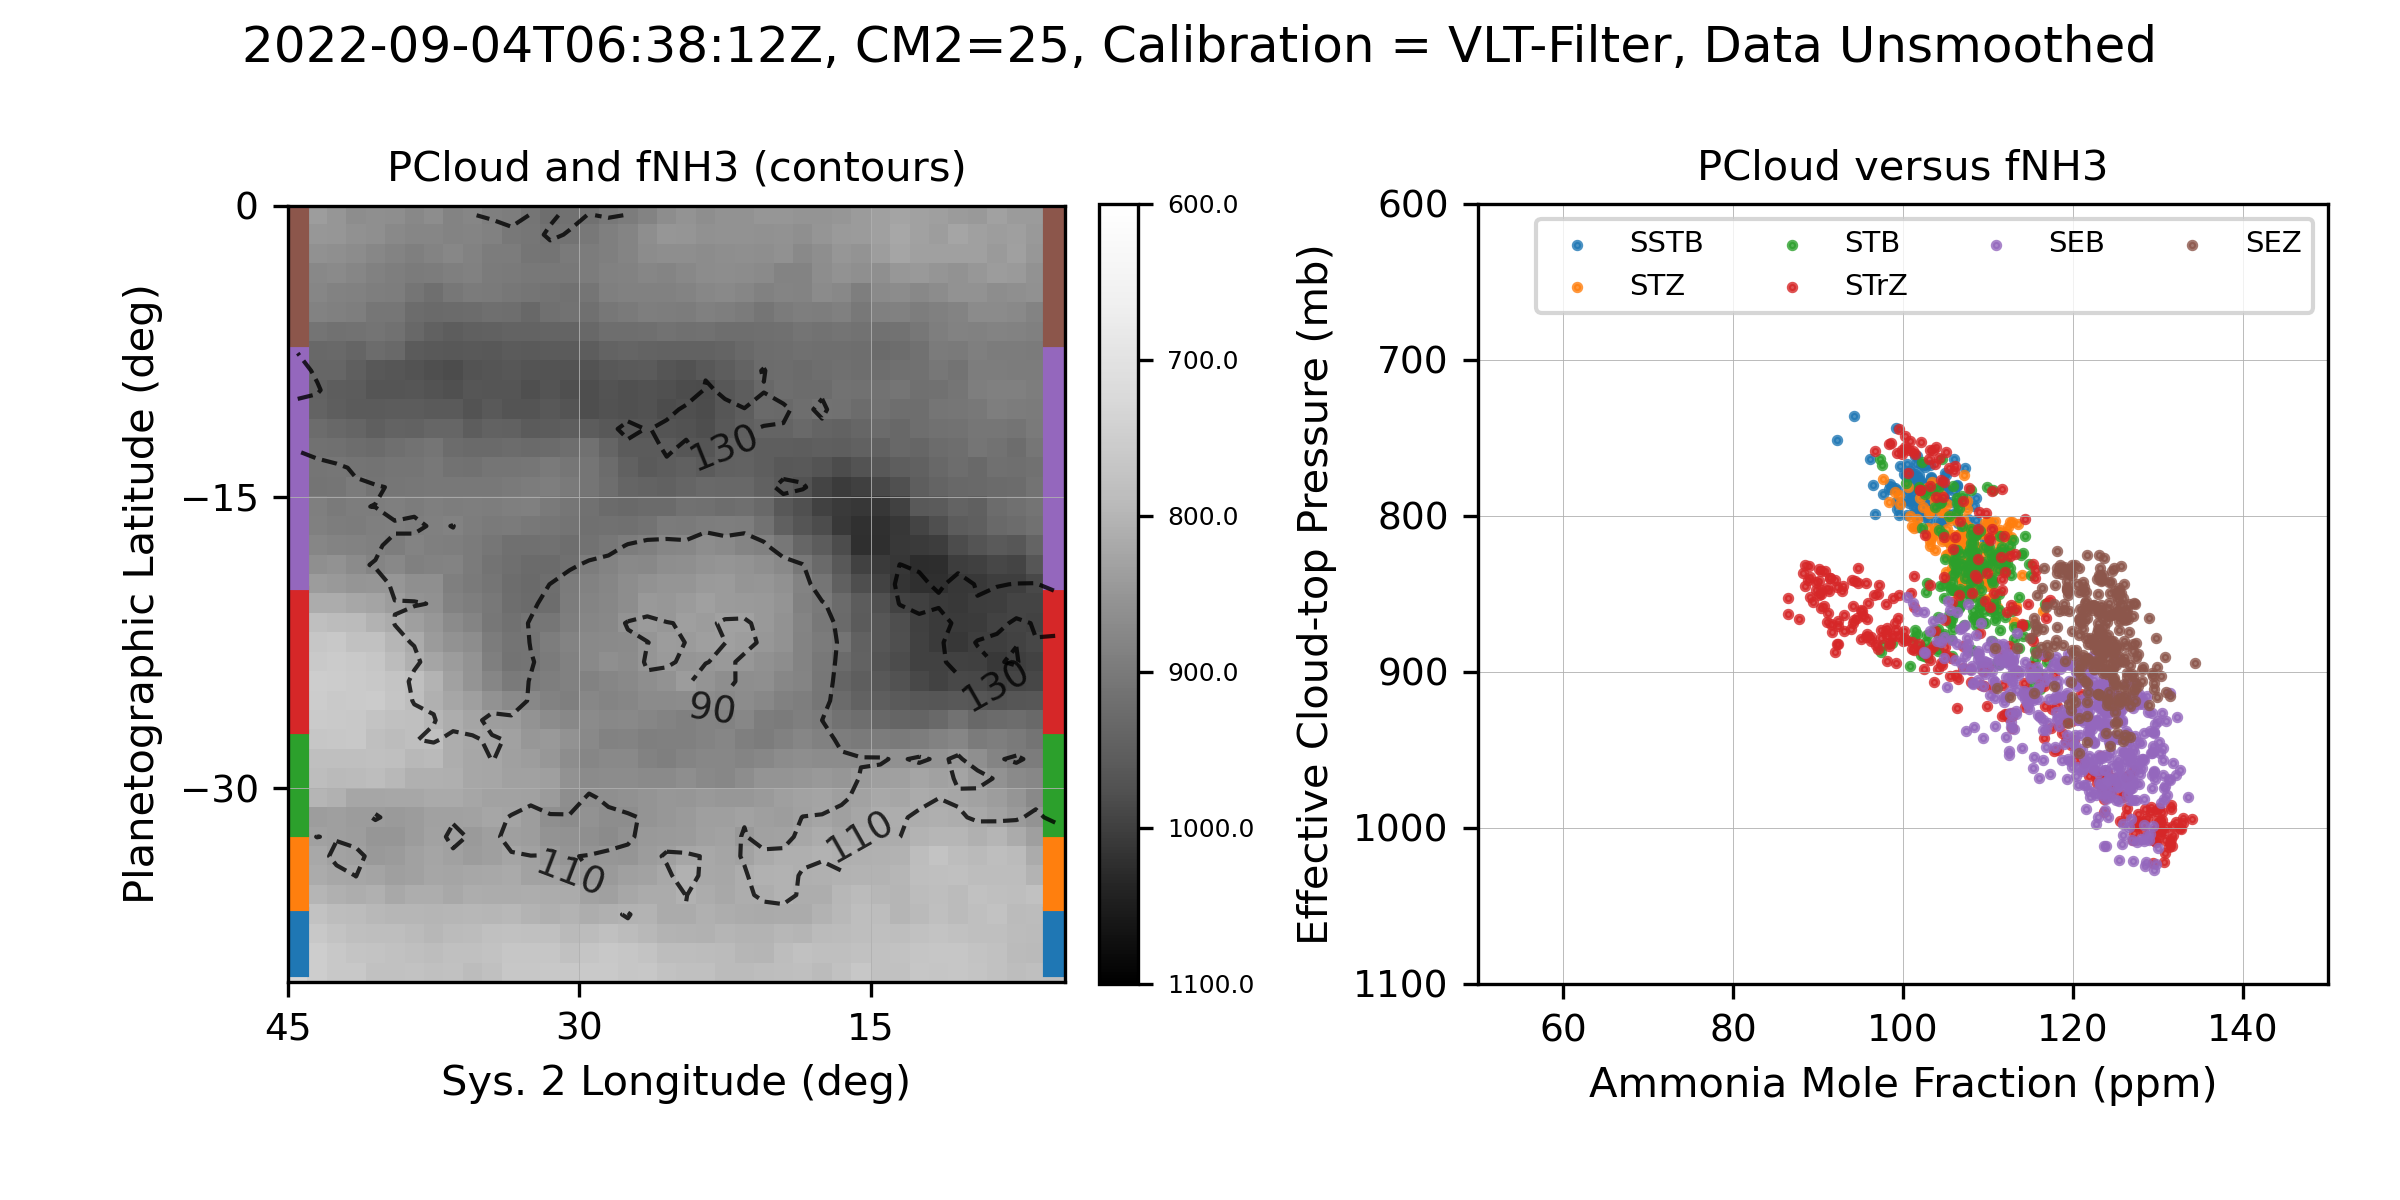 2022-09-04T06:38:12Z, CM2=25, Calibration = VLT-Filter, Data Unsmoothed
PCloud and fNH3 (contours)
0
−15
−30
Planetographic Latitude (deg)
130
90
130
110
110
45
30
15
Sys. 2 Longitude (deg)
600.0
700.0
800.0
900.0
1000.0
1100.0
PCloud versus fNH3
600
700
800
900
1000
1100
Effective Cloud-top Pressure (mb)
SSTB
STB
SEB
SEZ
STZ
STrZ
60
80
100
120
140
Ammonia Mole Fraction (ppm)